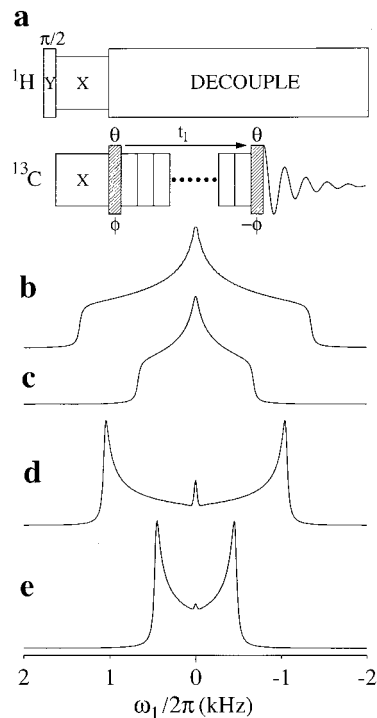 a
π/2
¹H Y X DECOUPLE
θ t₁ θ
¹³C X
ϕ −ϕ
b
c
d
e
2 1 0 -1 -2
ω₁/2π (kHz)